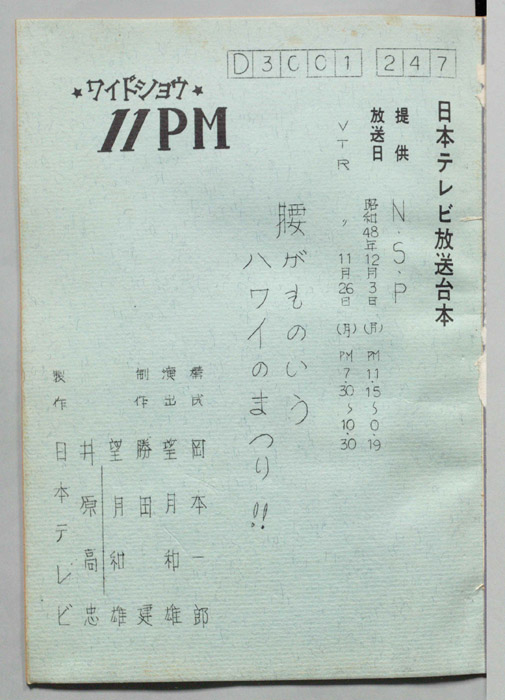 D3C01 247
★ワイドショウ★
11PM
日本テレビ放送台本
提供 N・S・P
放送日 昭和48年12月3日 (月) PM 11.15〜0.19
VTR 〃 11月26日 (月) PM 7.30〜10.30
腰がものいう
ハワイのまつり!!
構成 岡本一郎
演出 望月和雄
制作 勝田建
望月和雄
井原高忠
製作 日本テレビ